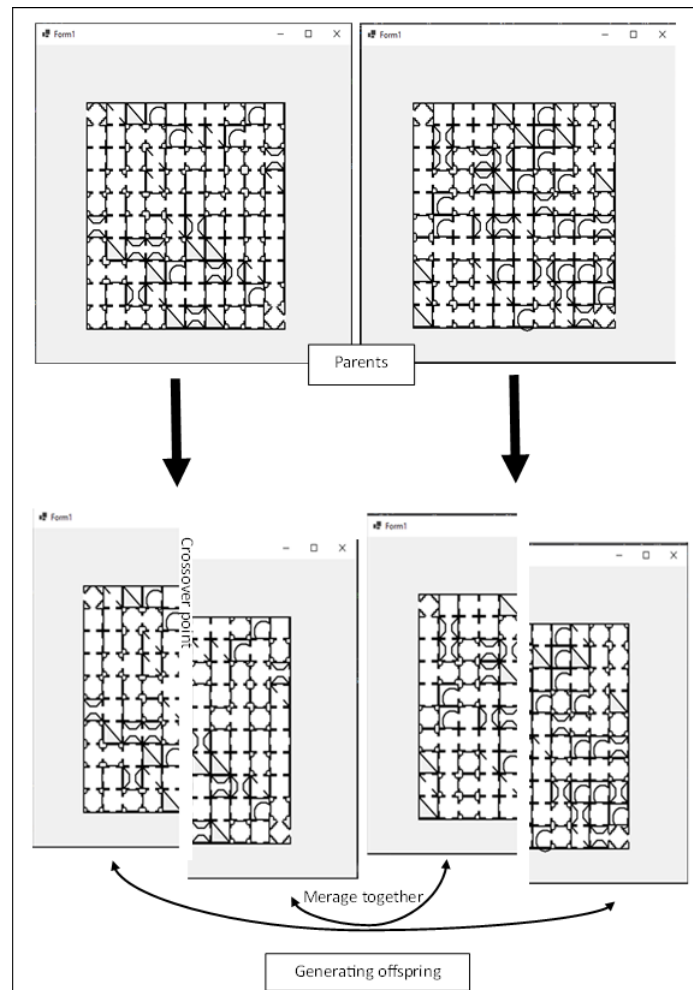 Form1
Form1
Parents
Form1
Crossover point
Form1
Merage together
Generating offspring